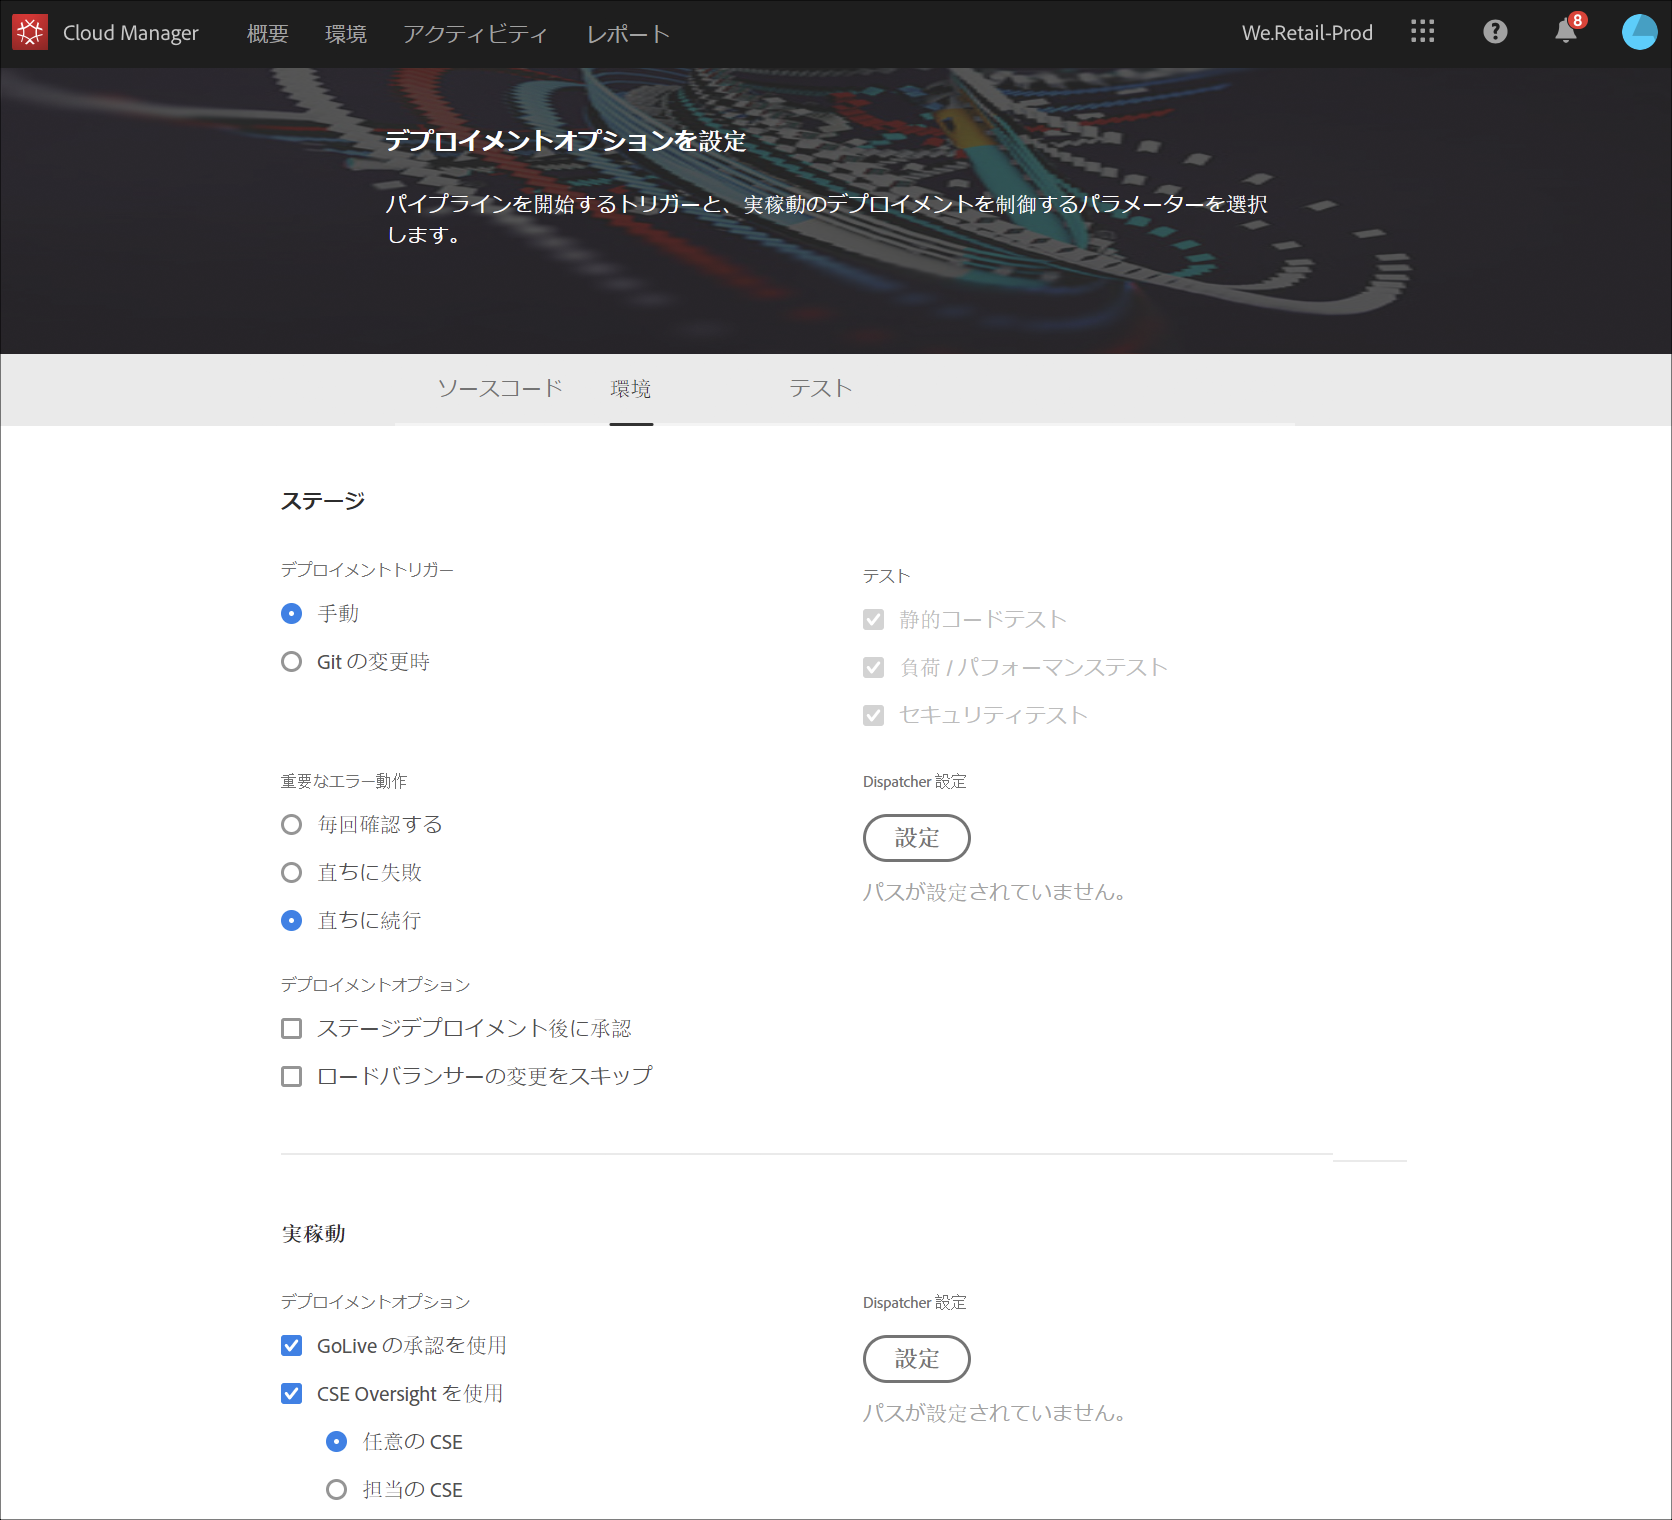 Cloud Manager 概要 環境 アクティビティ レポート We.Retail-Prod 8
デプロイメントオプションを設定
パイプラインを開始するトリガーと、実稼動のデプロイメントを制御するパラメーターを選択
します。
ソースコード 環境 テスト
ステージ
デプロイメントトリガー
手動
Git の変更時
テスト
静的コードテスト
負荷 / パフォーマンステスト
セキュリティテスト
重要なエラー動作
毎回確認する
直ちに失敗
直ちに続行
Dispatcher 設定
設定
パスが設定されていません。
デプロイメントオプション
ステージデプロイメント後に承認
ロードバランサーの変更をスキップ
実稼動
デプロイメントオプション
GoLive の承認を使用
CSE Oversight を使用
任意の CSE
担当の CSE
Dispatcher 設定
設定
パスが設定されていません。